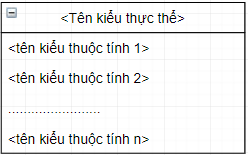 <Tên kiểu thực thể>
<tên kiểu thuộc tính 1>
<tên kiểu thuộc tính 2>
........................
<tên kiểu thuộc tính n>